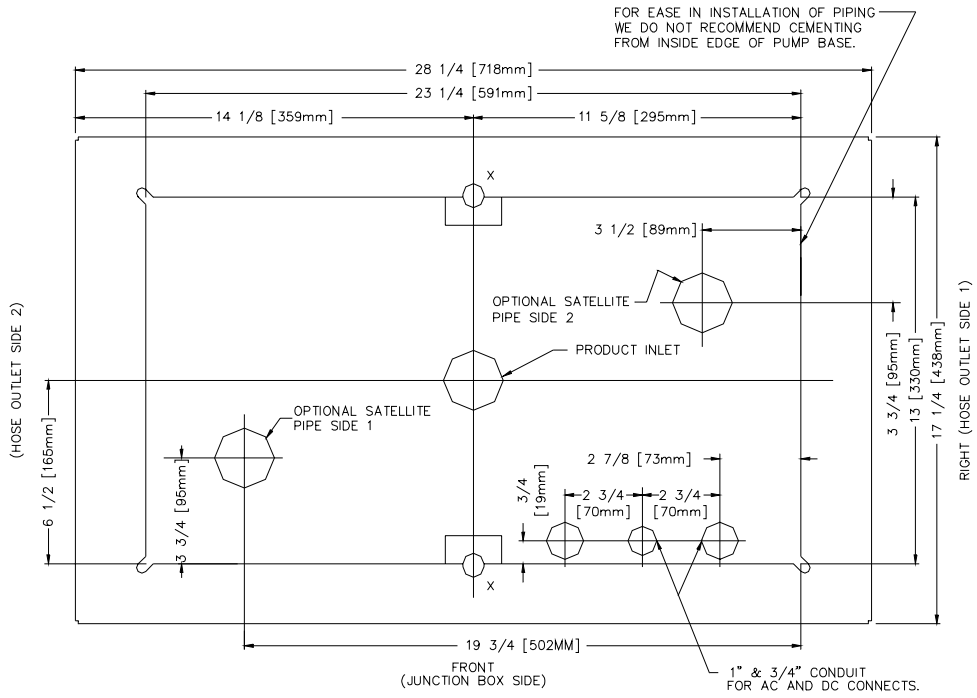 FOR EASE IN INSTALLATION OF PIPING
WE DO NOT RECOMMEND CEMENTING
FROM INSIDE EDGE OF PUMP BASE.
28 1/4 [718mm]
23 1/4 [591mm]
14 1/8 [359mm]
11 5/8 [295mm]
X
3 1/2 [89mm]
OPTIONAL SATELLITE
PIPE SIDE 2
PRODUCT INLET
OPTIONAL SATELLITE
PIPE SIDE 1
(HOSE OUTLET SIDE 2)
6 1/2 [165mm]
3 3/4 [95mm]
3/4
[19mm]
2 7/8 [73mm]
2 3/4
[70mm]
2 3/4
[70mm]
3 3/4 [95mm]
13 [330mm]
17 1/4 [438mm]
RIGHT (HOSE OUTLET SIDE 1)
X
19 3/4 [502MM]
FRONT
(JUNCTION BOX SIDE)
1" & 3/4" CONDUIT
FOR AC AND DC CONNECTS.